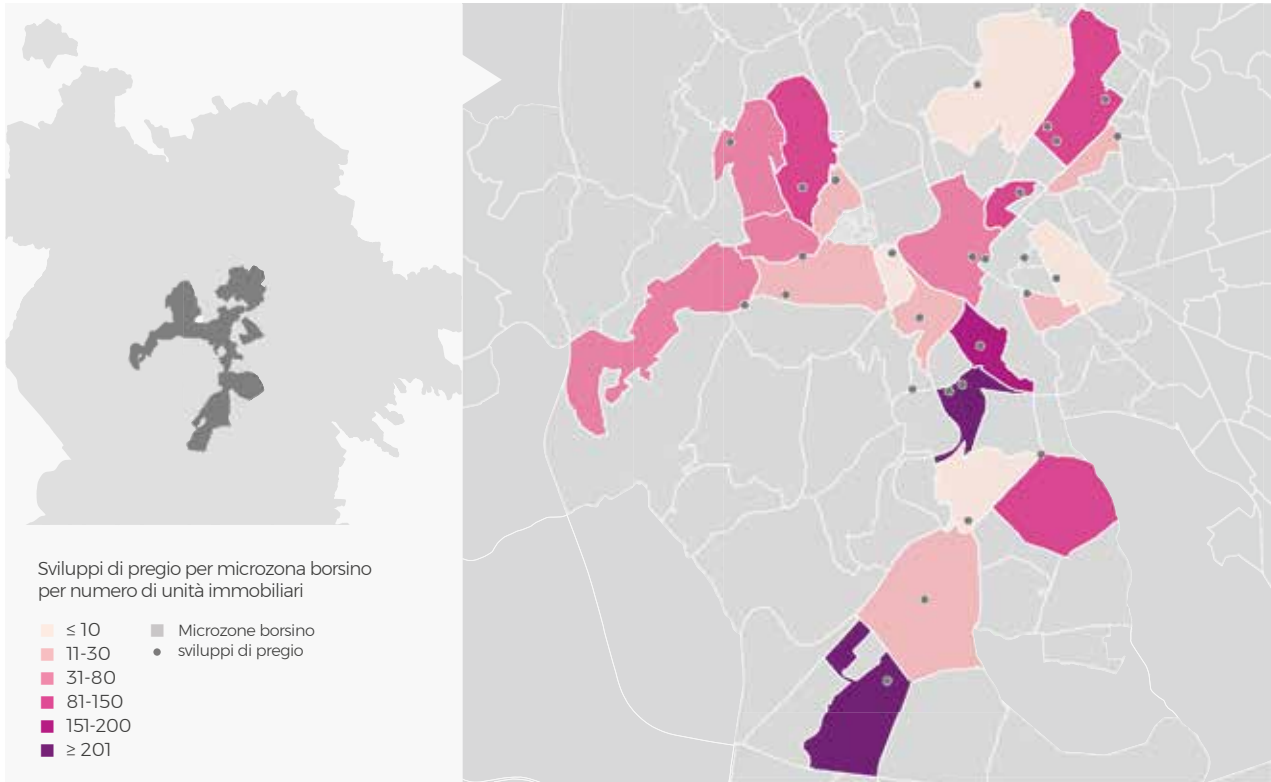 Sviluppi di pregio per microzona borsino
per numero di unità immobiliari
≤ 10
11-30
31-80
81-150
151-200
≥ 201
Microzone borsino
sviluppi di pregio